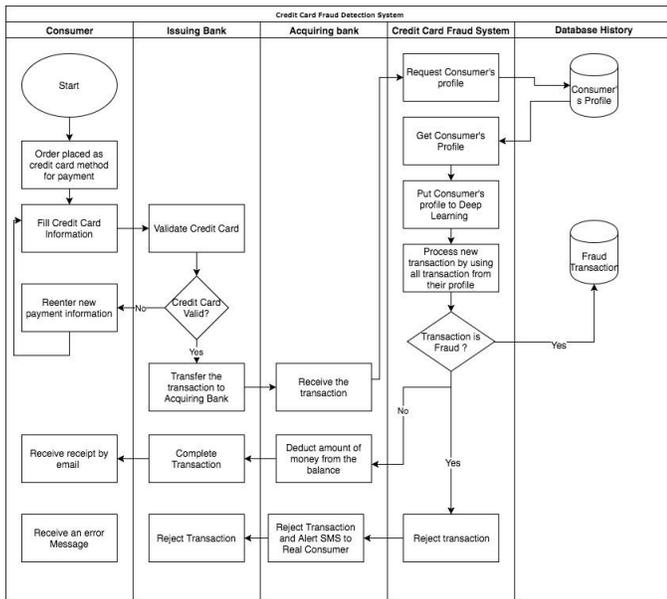 Credit Card Fraud Detection System
Consumer
Issuing Bank
Acquiring bank
Credit Card Fraud System
Database History
Start
Request Consumer's
profile
Consumer'
s Profile
Order placed as
credit card method
for payment
Get Consumer's
Profile
Put Consumer's
profile to Deep
Learning
Fill Credit Card
Information
Validate Credit Card
Process new
transaction by using
all transaction from
their profile
Fraud
Transaction
Reenter new
payment information
No
Credit Card
Valid?
Transaction is
Fraud ?
Yes
Yes
Transfer the
transaction to
Acquiring Bank
Receive the
transaction
No
Receive receipt by
email
Complete
Transaction
Deduct amount of
money from the
balance
Yes
Receive an error
Message
Reject Transaction
Reject Transaction
and Alert SMS to
Real Consumer
Reject transaction